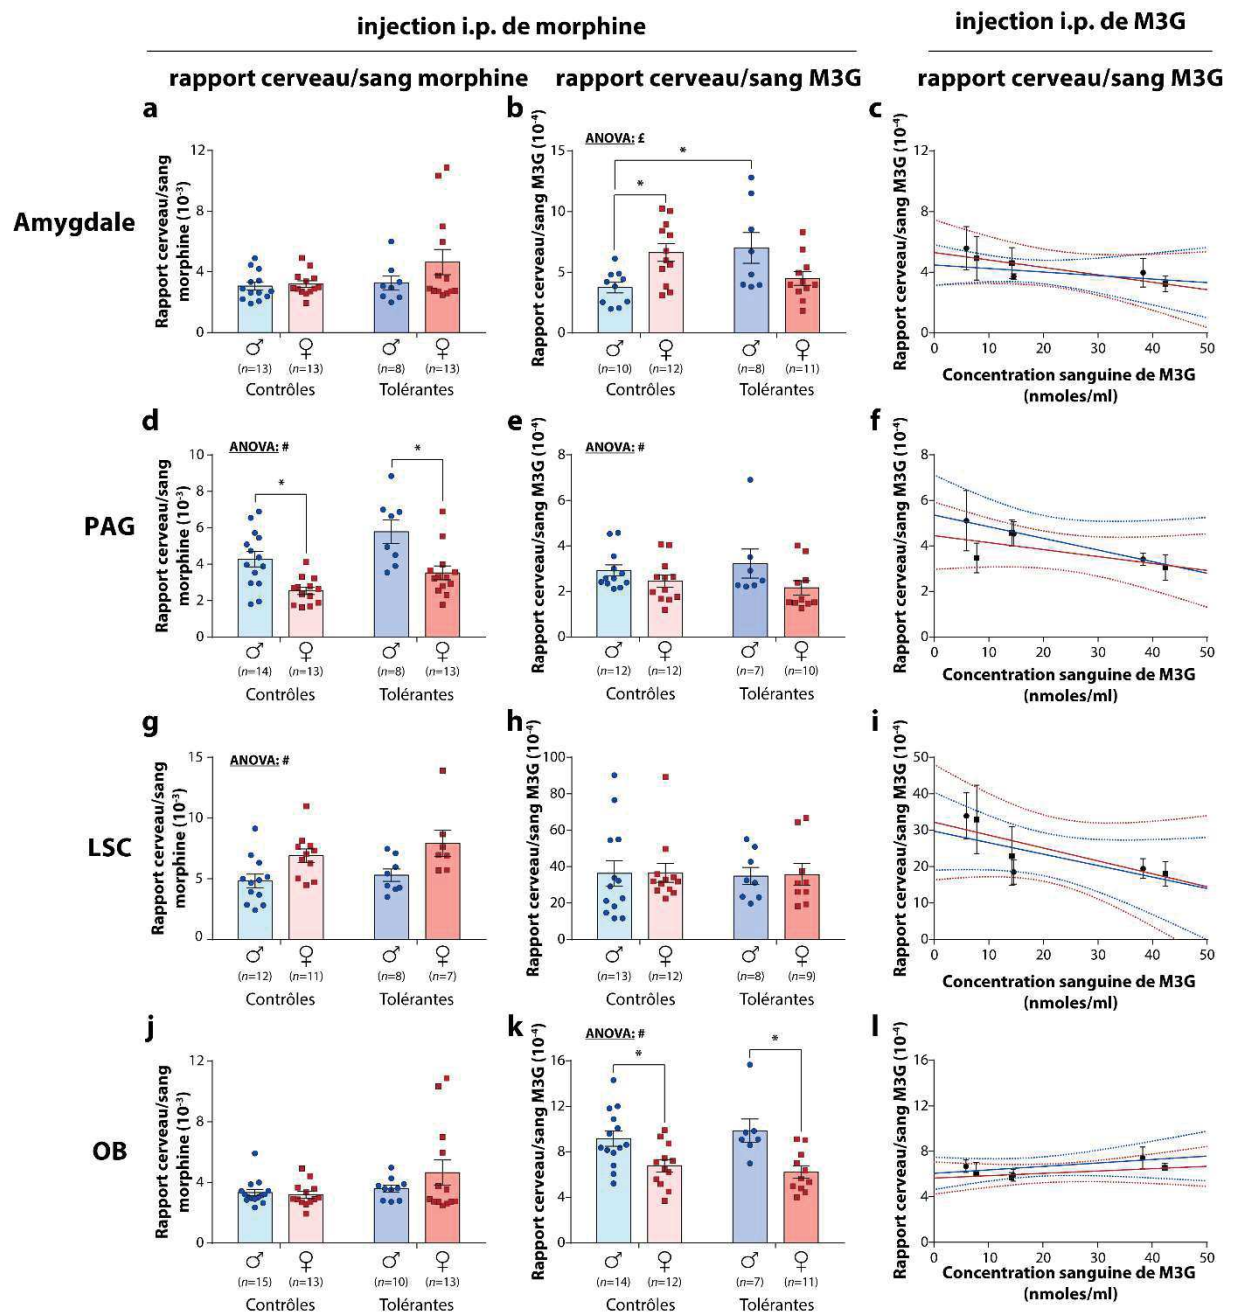 injection i.p. de morphine
injection i.p. de M3G
rapport cerveau/sang morphine
rapport cerveau/sang M3G
rapport cerveau/sang M3G
Amygdale
a
Rapport cerveau/sang
morphine (10-3)
12
8
4
0
♂
♀
♂
♀
(n=13)
(n=13)
(n=8)
(n=13)
Contrôles
Tolérantes
b
Rapport cerveau/sang M3G (10-4)
ANOVA: £
*
*
15
10
5
0
♂
♀
♂
♀
(n=10)
(n=12)
(n=8)
(n=11)
Contrôles
Tolérantes
c
Rapport cerveau/sang M3G (10-4)
12
8
4
0
0
10
20
30
40
50
Concentration sanguine de M3G
(nmoles/ml)
PAG
d
Rapport cerveau/sang
morphine (10-3)
ANOVA: #
*
*
10
8
6
4
2
0
♂
♀
♂
♀
(n=14)
(n=13)
(n=8)
(n=13)
Contrôles
Tolérantes
e
Rapport cerveau/sang M3G (10-4)
ANOVA: #
8
6
4
2
0
♂
♀
♂
♀
(n=12)
(n=12)
(n=7)
(n=10)
Contrôles
Tolérantes
f
Rapport cerveau/sang M3G (10-4)
8
6
4
2
0
0
10
20
30
40
50
Concentration sanguine de M3G
(nmoles/ml)
LSC
g
Rapport cerveau/sang
morphine (10-3)
ANOVA: #
15
10
5
0
♂
♀
♂
♀
(n=12)
(n=11)
(n=8)
(n=7)
Contrôles
Tolérantes
h
Rapport cerveau/sang M3G (10-4)
100
80
60
40
20
0
♂
♀
♂
♀
(n=13)
(n=12)
(n=8)
(n=9)
Contrôles
Tolérantes
i
Rapport cerveau/sang M3G (10-4)
50
40
30
20
10
0
0
10
20
30
40
50
Concentration sanguine de M3G
(nmoles/ml)
OB
j
Rapport cerveau/sang
morphine (10-3)
12
8
4
0
♂
♀
♂
♀
(n=15)
(n=13)
(n=10)
(n=13)
Contrôles
Tolérantes
k
Rapport cerveau/sang M3G (10-4)
ANOVA: #
*
*
16
12
8
4
0
♂
♀
♂
♀
(n=14)
(n=12)
(n=7)
(n=11)
Contrôles
Tolérantes
l
Rapport cerveau/sang M3G (10-4)
16
12
8
4
0
0
10
20
30
40
50
Concentration sanguine de M3G
(nmoles/ml)